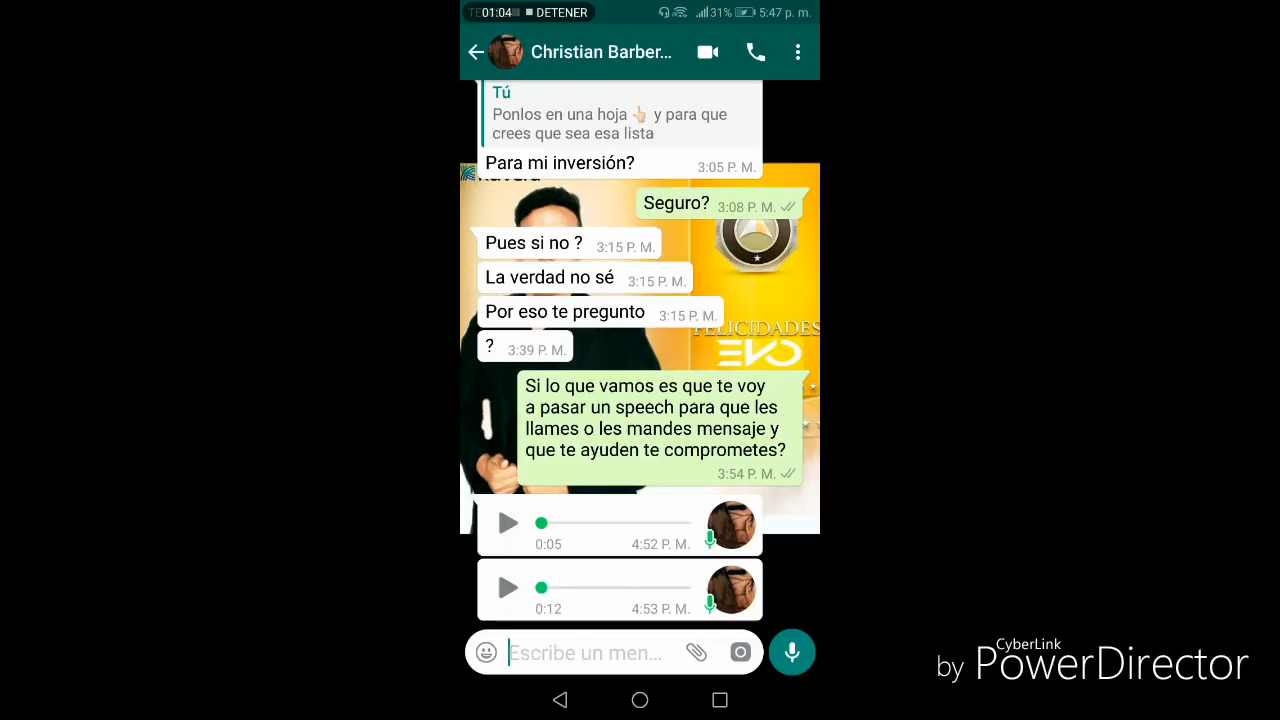 01:04 DETENER 31% 5:47 p. m.
Christian Barber...
Tú
Ponlos en una hoja 👆🏻 y para que
crees que sea esa lista
Para mi inversión? 3:05 P. M.
Seguro? 3:08 P. M.
Pues si no ? 3:15 P. M.
La verdad no sé 3:15 P. M.
Por eso te pregunto 3:15 P. M.
FELICIDADES
? 3:39 P. M.
EVO
Si lo que vamos es que te voy
a pasar un speech para que les
llames o les mandes mensaje y
que te ayuden te comprometes?
3:54 P. M.
0:05 4:52 P. M.
0:12 4:53 P. M.
Escribe un men...
CyberLink
by PowerDirector